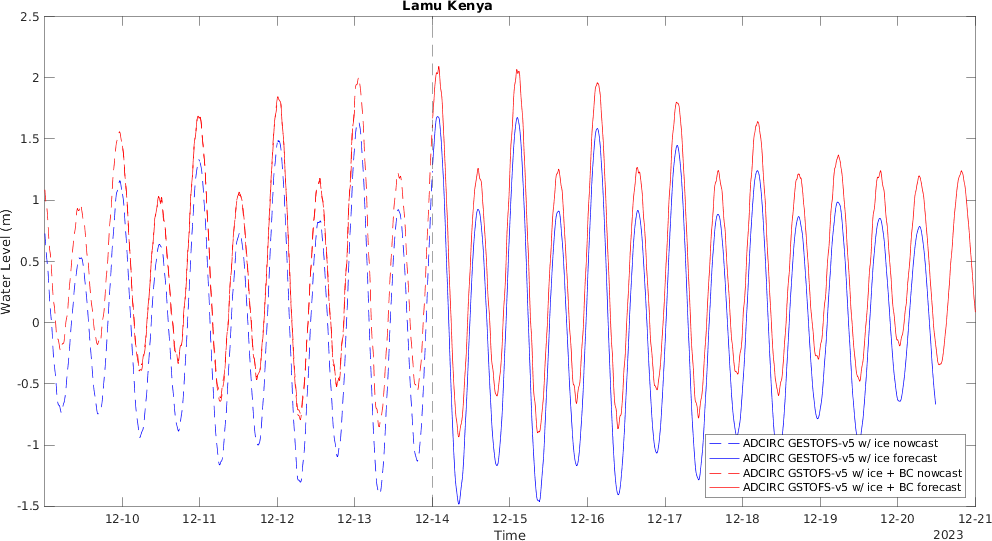 Lamu Kenya
2.5
2
1.5
1
0.5
0
-0.5
-1
-1.5
Water Level (m)
12-10 12-11 12-12 12-13 12-14 12-15 12-16 12-17 12-18 12-19 12-20 12-21
Time
2023
ADCIRC GESTOFS-v5 w/ ice nowcast
ADCIRC GESTOFS-v5 w/ ice forecast
ADCIRC GSTOFS-v5 w/ ice + BC nowcast
ADCIRC GSTOFS-v5 w/ ice + BC forecast